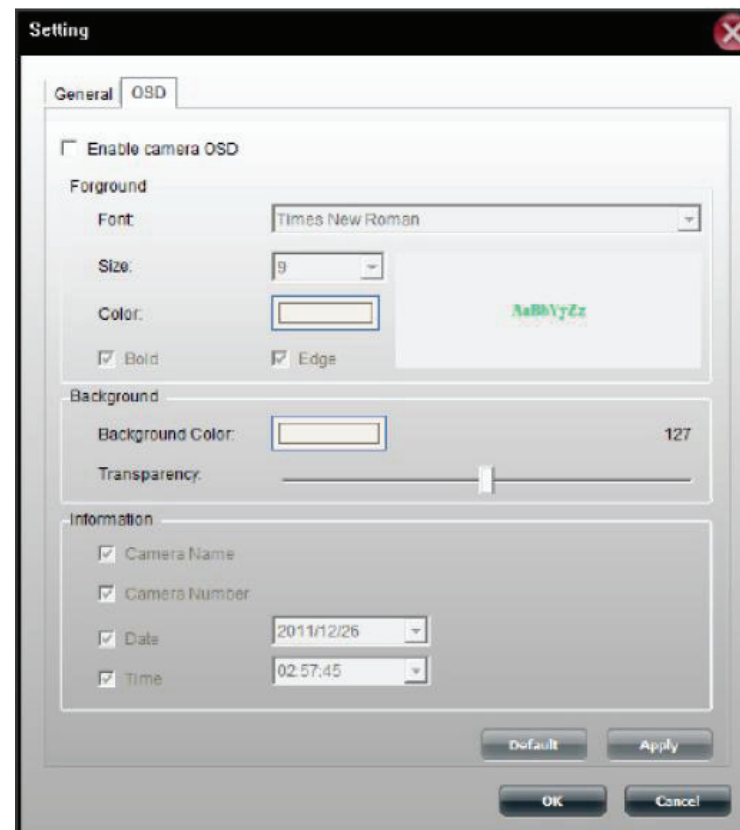 Setting
General OSD
Enable camera OSD
Forground
Font: Times New Roman
Size: 9
Color: AaBbYyZz
Bold Edge
Background
Background Color: 127
Transparency:
Information
Camera Name
Camera Number
Date 2011/12/26
Time 02:57:45
Default Apply
OK Cancel